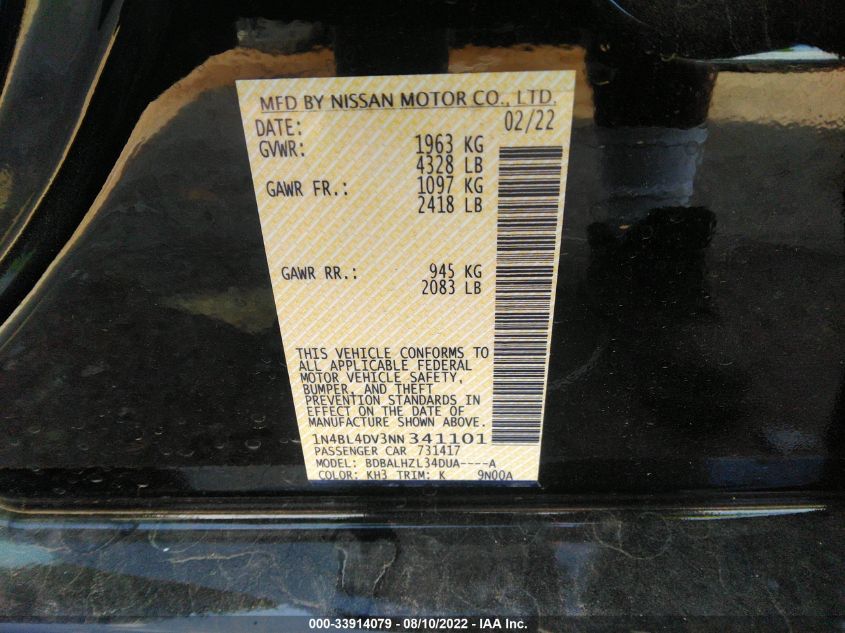 MFD BY NISSAN MOTOR CO., LTD.
DATE: 02/22
GVWR: 1963 KG
4328 LB
GAWR FR.: 1097 KG
2418 LB
GAWR RR.: 945 KG
2083 LB
THIS VEHICLE CONFORMS TO
ALL APPLICABLE FEDERAL
MOTOR VEHICLE SAFETY,
BUMPER, AND THEFT
PREVENTION STANDARDS IN
EFFECT ON THE DATE OF
MANUFACTURE SHOWN ABOVE.
1N4BL4DV3NN341101
PASSENGER CAR 731417
MODEL: BDBALHZL34DUA----A
COLOR: KH3 TRIM: K 9N00A
000-33914079 — 08/10/2022 — IAA Inc.